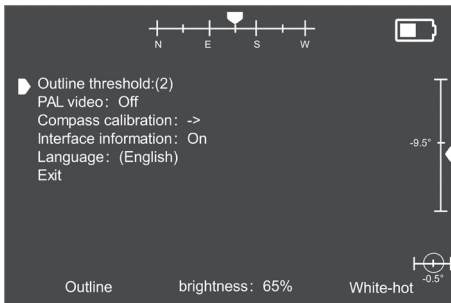 N E S W
Outline threshold:(2)
PAL video: Off
Compass calibration: ->
Interface information: On
-9.5°
Language: (English)
Exit
-0.5°
Outline brightness: 65% White-hot